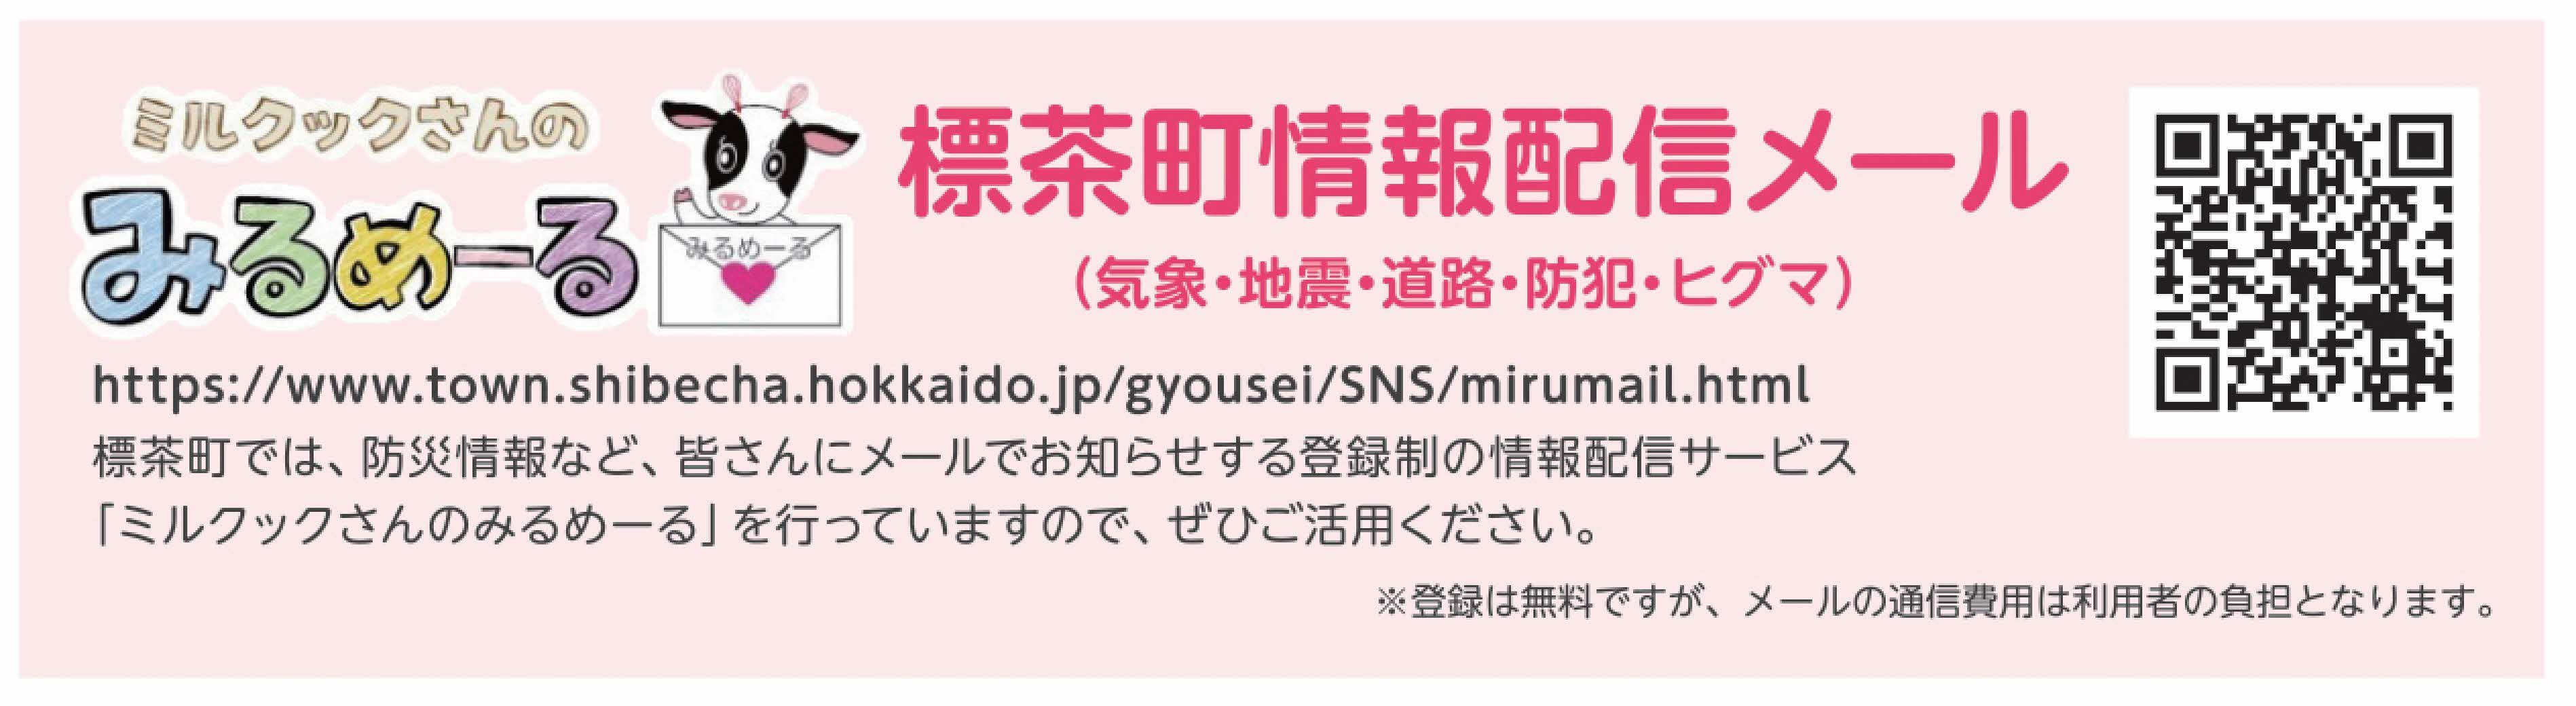 ミルクックさんの
みるめーる
みるめーる
標茶町情報配信メール
(気象・地震・道路・防犯・ヒグマ)
https://www.town.shibecha.hokkaido.jp/gyousei/SNS/mirumail.html
標茶町では、防災情報など、皆さんにメールでお知らせする登録制の情報配信サービス
「ミルクックさんのみるめーる」を行っていますので、ぜひご活用ください。
※登録は無料ですが、メールの通信費用は利用者の負担となります。